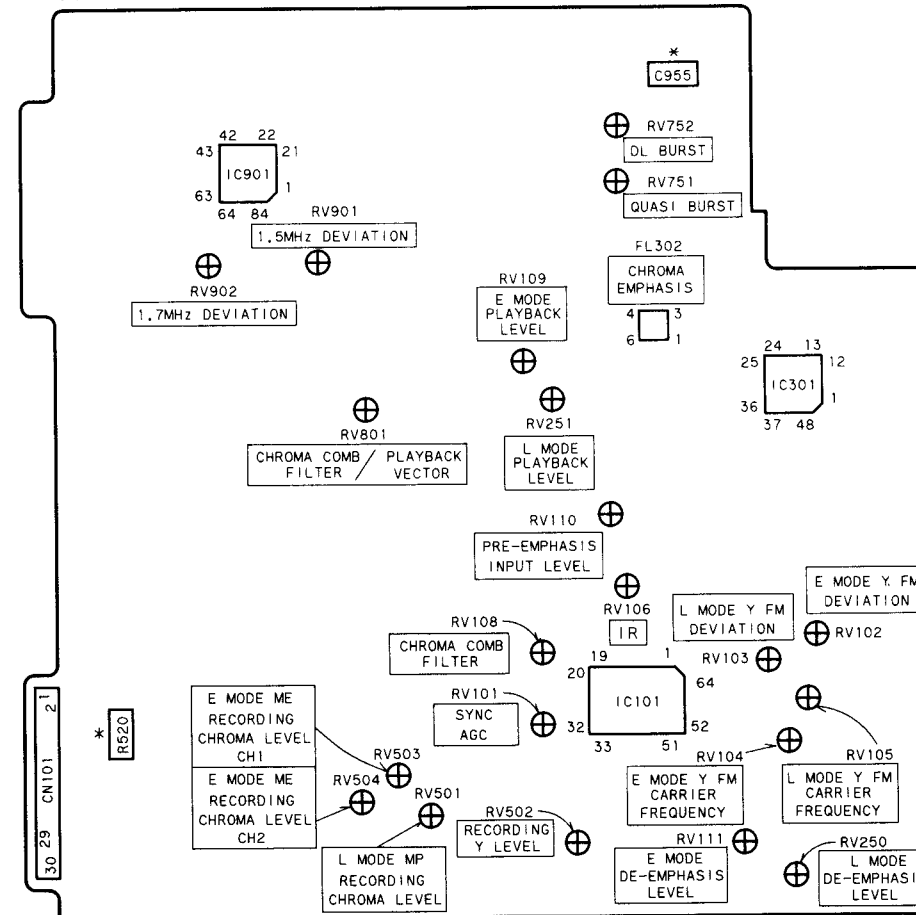 *
C955
RV752
DL BURST
RV751
QUASI BURST
42 22
43 21
IC901
63 1
64 84
RV901
1.5MHz DEVIATION
RV902
1.7MHz DEVIATION
FL302
CHROMA
EMPHASIS
4 3
6 1
RV109
E MODE
PLAYBACK
LEVEL
24 13
25 12
IC301
36 1
37 48
RV801
CHROMA COMB / PLAYBACK
FILTER VECTOR
RV251
L MODE
PLAYBACK
LEVEL
RV110
PRE-EMPHASIS
INPUT LEVEL
RV106
IR
E MODE Y FM
DEVIATION
RV102
L MODE Y FM
DEVIATION
RV103
RV108
CHROMA COMB
FILTER
RV101
SYNC
AGC
19 1
20 64
IC101
32 52
33 51
1
2
CN101
29
30
*
R520
E MODE ME
RECORDING
CHROMA LEVEL
CH1
RV503
E MODE ME
RECORDING
CHROMA LEVEL
CH2
RV504
RV501
L MODE MP
RECORDING
CHROMA LEVEL
RV502
RECORDING
Y LEVEL
RV104
E MODE Y FM
CARRIER
FREQUENCY
RV105
L MODE Y FM
CARRIER
FREQUENCY
RV111
E MODE
DE-EMPHASIS
LEVEL
RV250
L MODE
DE-EMPHASI
LEVEL